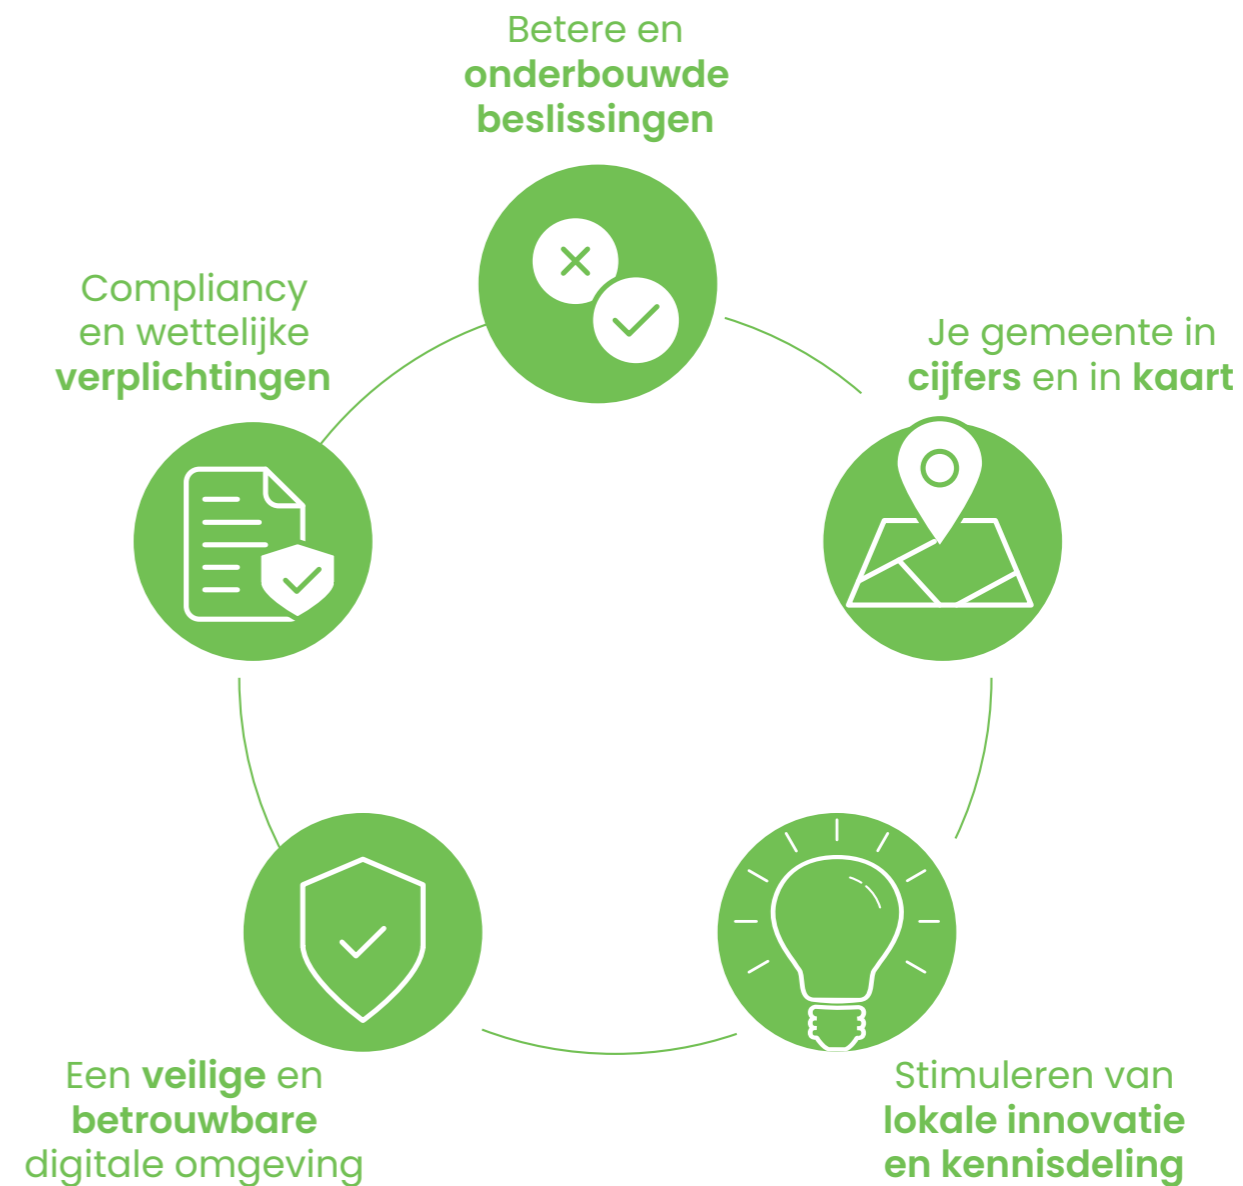 Betere en
onderbouwde
beslissingen
Compliancy
en wettelijke
verplichtingen
Je gemeente in
cijfers en in kaart
Een veilige en
betrouwbare
digitale omgeving
Stimuleren van
lokale innovatie
en kennisdeling